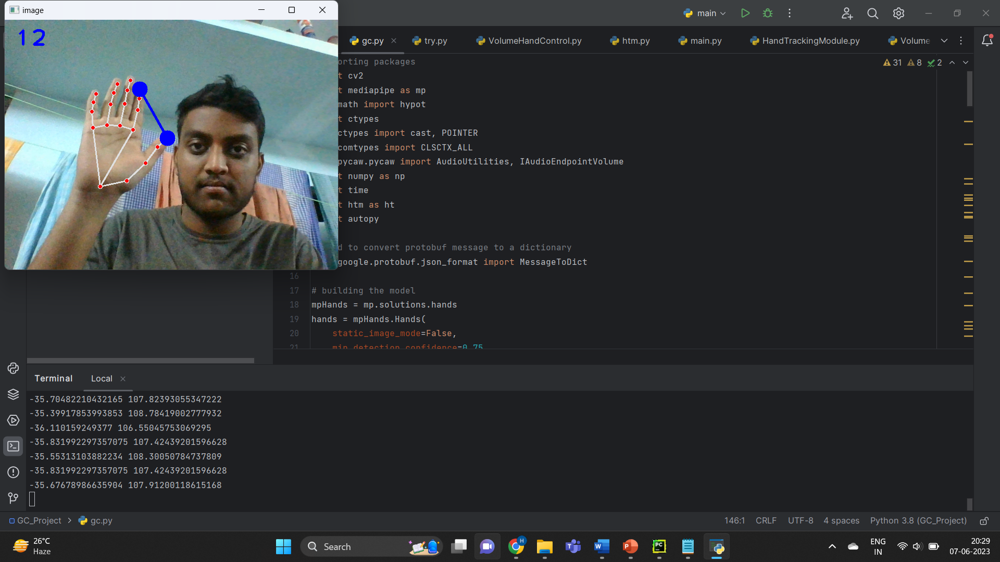 image
12
main
gc.py
try.py
VolumeHandControl.py
htm.py
main.py
HandTrackingModule.py
Volume
orting packages
31
8
2
t cv2
t mediapipe as mp
math import hypot
t ctypes
ctypes import cast, POINTER
comtypes import CLSCTX_ALL
pycaw.pycaw import AudioUtilities, IAudioEndpointVolume
t numpy as np
t time
t htm as ht
t autopy
d to convert protobuf message to a dictionary
google.protobuf.json_format import MessageToDict
16
17 # building the model
18 mpHands = mp.solutions.hands
19 hands = mpHands.Hands(
20 static_image_mode=False,
21 min_detection_confidence=0.75
Terminal
Local
-35.70482210432165 107.82393055347222
-35.39917853993853 108.78419002777932
-36.110159249377 106.55045753069295
-35.831992297357075 107.42439201596628
-35.55313103882234 108.30050784737809
-35.831992297357075 107.42439201596628
-35.67678986635904 107.91200118615168
GC_Project > gc.py
146:1
CRLF
UTF-8
4 spaces
Python 3.8 (GC_Project)
26°C
Haze
Search
ENG
IN
20:29
07-06-2023